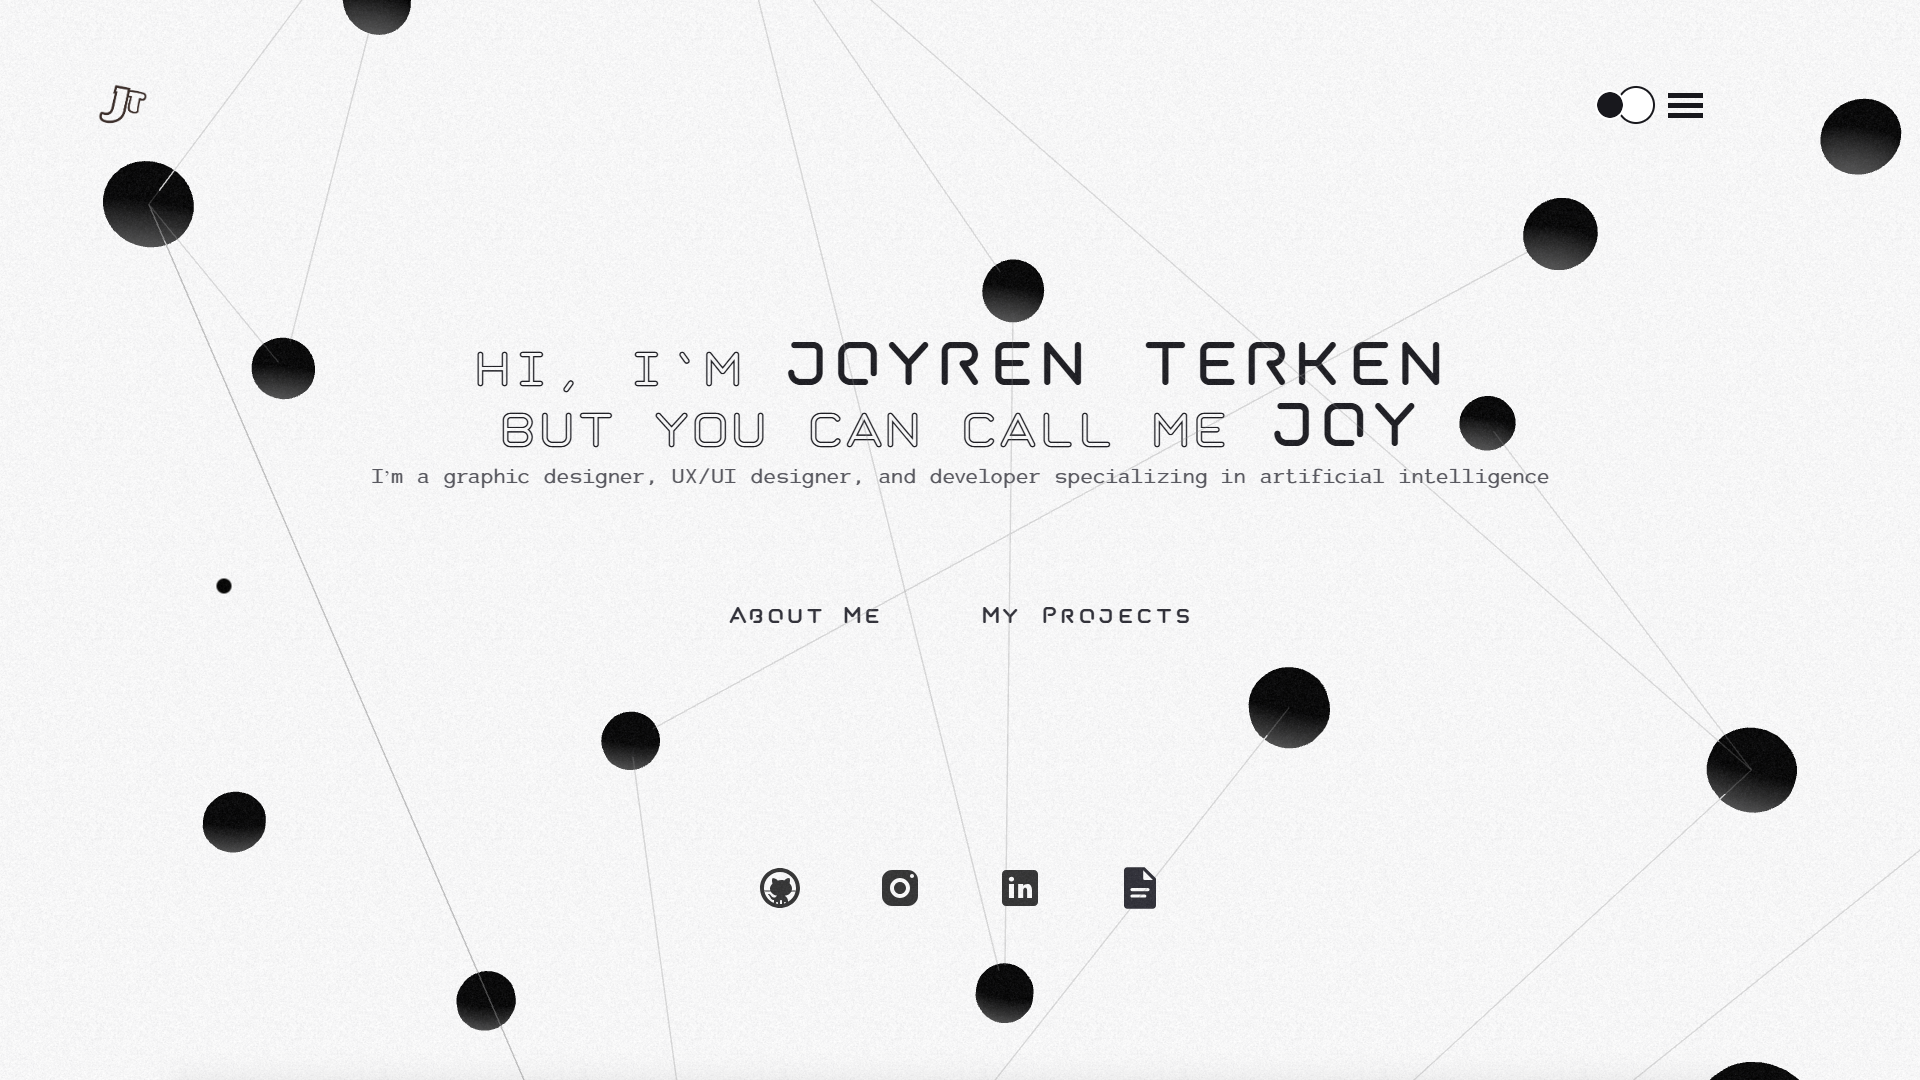 JT
HI, I`M JOYREN TERKEN
BUT YOU CAN CALL ME JOY
I'm a graphic designer, UX/UI designer, and developer specializing in artificial intelligence
About Me
My Projects
in